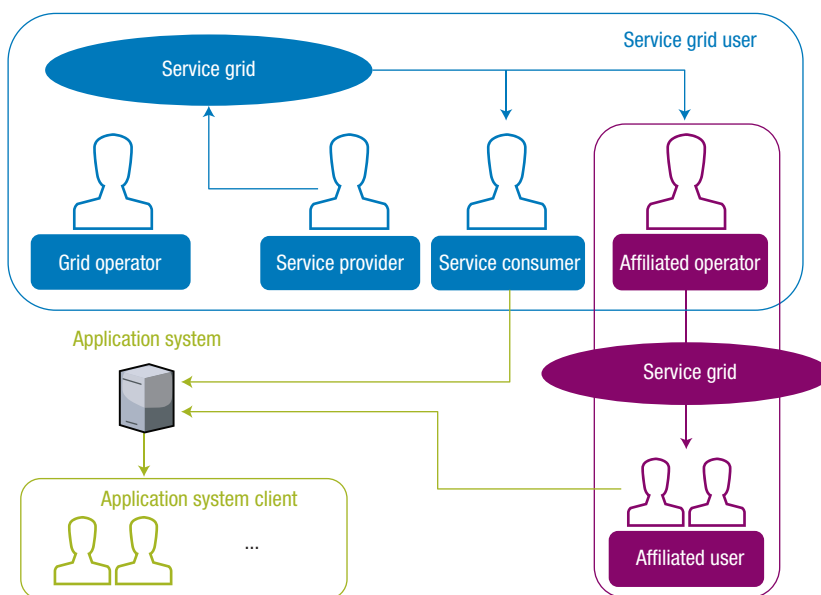 Service grid user
Service grid
Grid operator
Service provider
Service consumer
Affiliated operator
Application system
Service grid
Application system client
...
Affiliated user